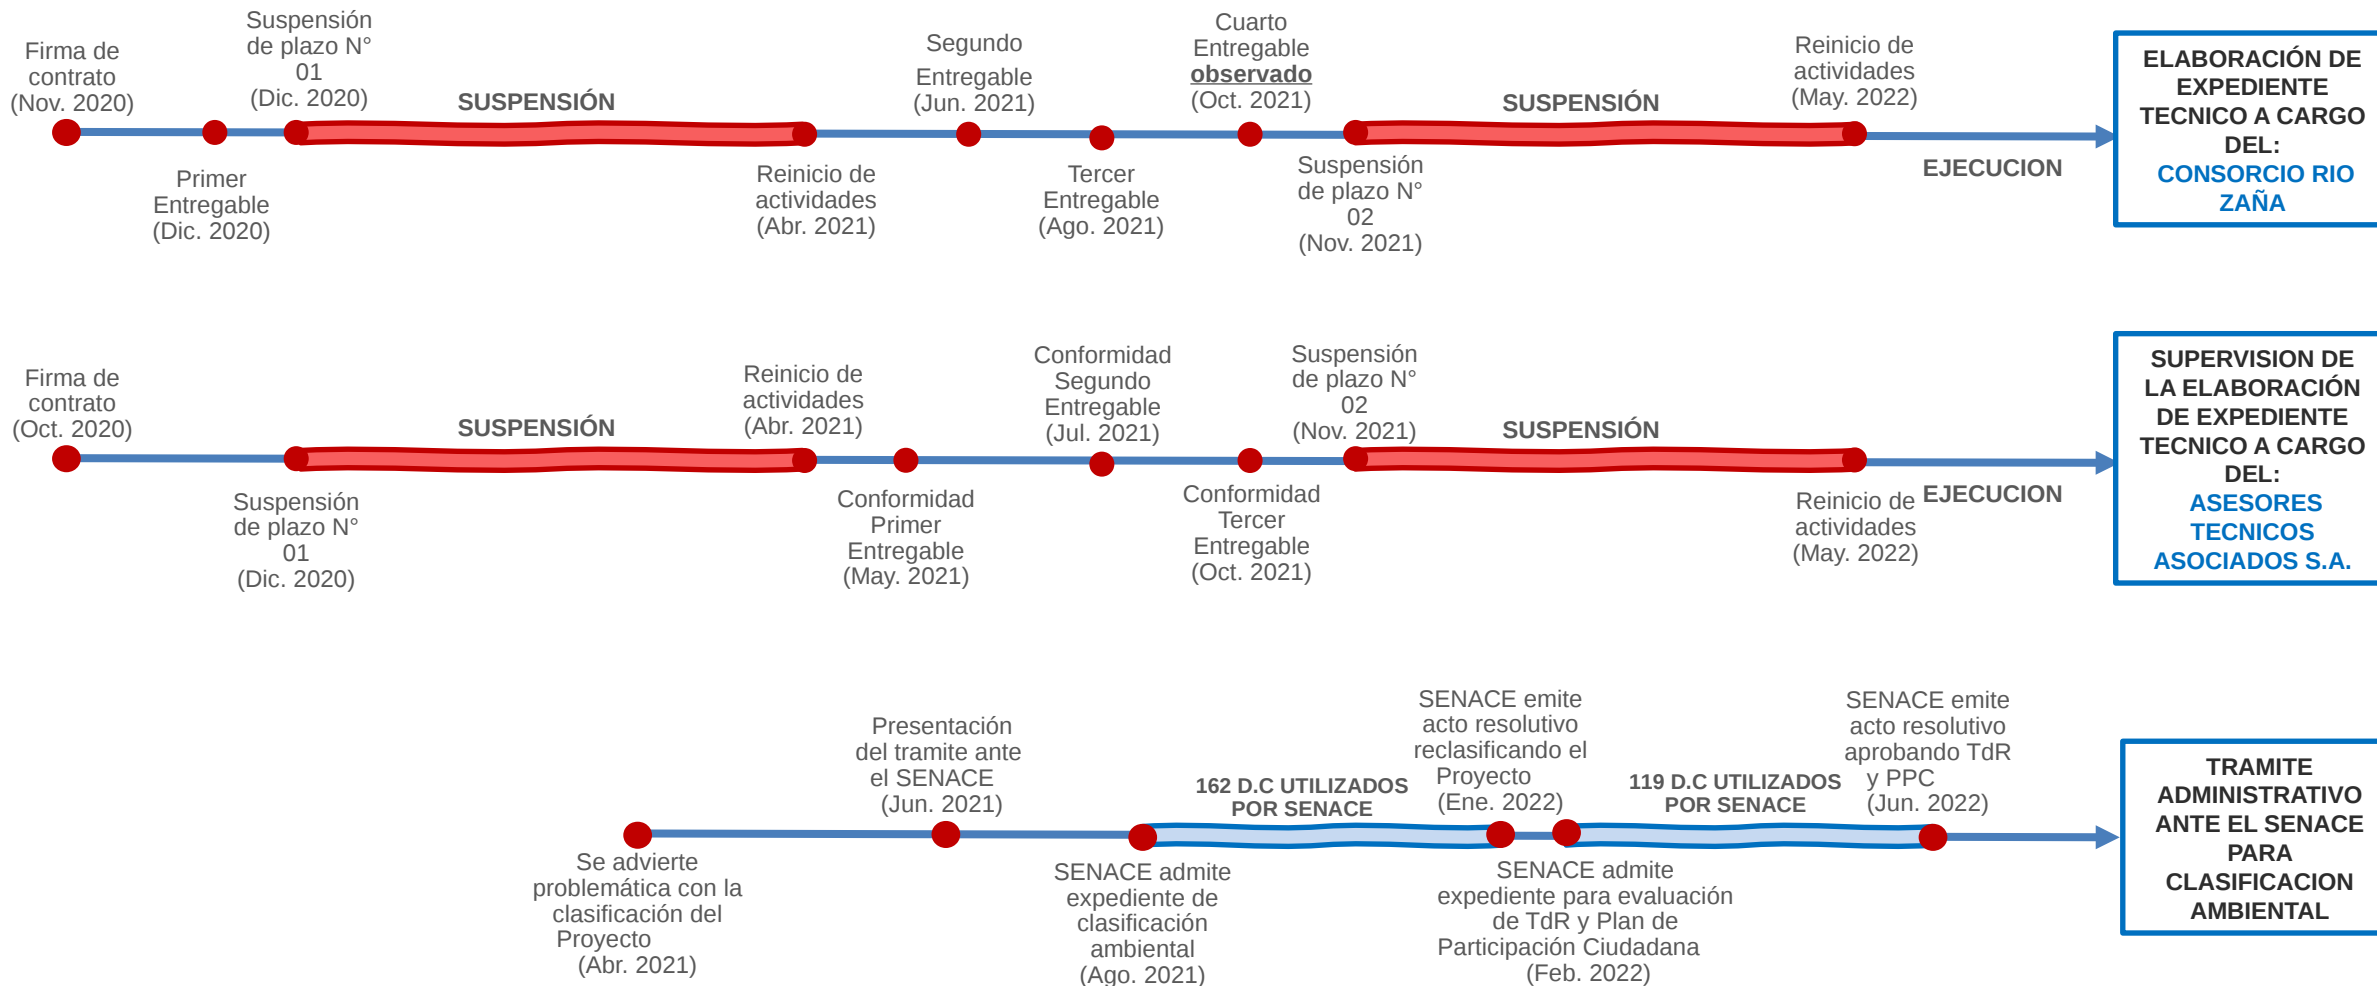 Firma de
contrato
(Nov. 2020)
Primer
Entregable
(Dic. 2020)
Suspensión
de plazo N°
01
(Dic. 2020)
SUSPENSIÓN
Reinicio de
actividades
(Abr. 2021)
Segundo
Entregable
(Jun. 2021)
Tercer
Entregable
(Ago. 2021)
Cuarto
Entregable
observado
(Oct. 2021)
Suspensión
de plazo N°
02
(Nov. 2021)
SUSPENSIÓN
Reinicio de
actividades
(May. 2022)
EJECUCION
ELABORACIÓN DE
EXPEDIENTE
TECNICO A CARGO
DEL:
CONSORCIO RIO
ZAÑA
Firma de
contrato
(Oct. 2020)
Suspensión
de plazo N°
01
(Dic. 2020)
SUSPENSIÓN
Reinicio de
actividades
(Abr. 2021)
Conformidad
Primer
Entregable
(May. 2021)
Conformidad
Segundo
Entregable
(Jul. 2021)
Conformidad
Tercer
Entregable
(Oct. 2021)
Suspensión
de plazo N°
02
(Nov. 2021)
SUSPENSIÓN
Reinicio de
actividades
(May. 2022)
EJECUCION
SUPERVISION DE
LA ELABORACIÓN
DE EXPEDIENTE
TECNICO A CARGO
DEL:
ASESORES
TECNICOS
ASOCIADOS S.A.
Se advierte
problemática con la
clasificación del
Proyecto
(Abr. 2021)
Presentación
del tramite ante
el SENACE
(Jun. 2021)
SENACE admite
expediente de
clasificación
ambiental
(Ago. 2021)
162 D.C UTILIZADOS
POR SENACE
SENACE emite
acto resolutivo
reclasificando el
Proyecto
(Ene. 2022)
SENACE admite
expediente para evaluación
de TdR y Plan de
Participación Ciudadana
(Feb. 2022)
119 D.C UTILIZADOS
POR SENACE
SENACE emite
acto resolutivo
aprobando TdR
y PPC
(Jun. 2022)
TRAMITE
ADMINISTRATIVO
ANTE EL SENACE
PARA
CLASIFICACION
AMBIENTAL